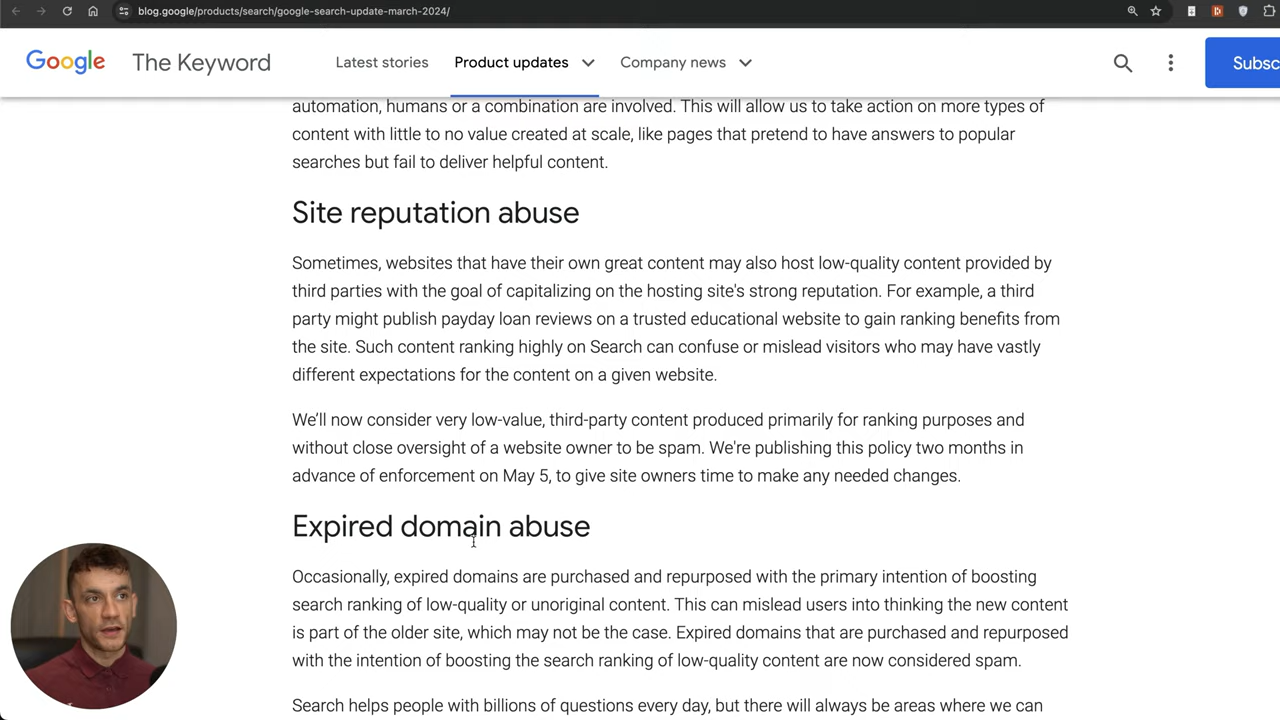 blog.google/products/search/google-search-update-march-2024/
Google The Keyword Latest stories Product updates Company news Subsc
automation, humans or a combination are involved. This will allow us to take action on more types of
content with little to no value created at scale, like pages that pretend to have answers to popular
searches but fail to deliver helpful content.
Site reputation abuse
Sometimes, websites that have their own great content may also host low-quality content provided by
third parties with the goal of capitalizing on the hosting site's strong reputation. For example, a third
party might publish payday loan reviews on a trusted educational website to gain ranking benefits from
the site. Such content ranking highly on Search can confuse or mislead visitors who may have vastly
different expectations for the content on a given website.
We’ll now consider very low-value, third-party content produced primarily for ranking purposes and
without close oversight of a website owner to be spam. We're publishing this policy two months in
advance of enforcement on May 5, to give site owners time to make any needed changes.
Expired domain abuse
Occasionally, expired domains are purchased and repurposed with the primary intention of boosting
search ranking of low-quality or unoriginal content. This can mislead users into thinking the new content
is part of the older site, which may not be the case. Expired domains that are purchased and repurposed
with the intention of boosting the search ranking of low-quality content are now considered spam.
Search helps people with billions of questions every day, but there will always be areas where we can